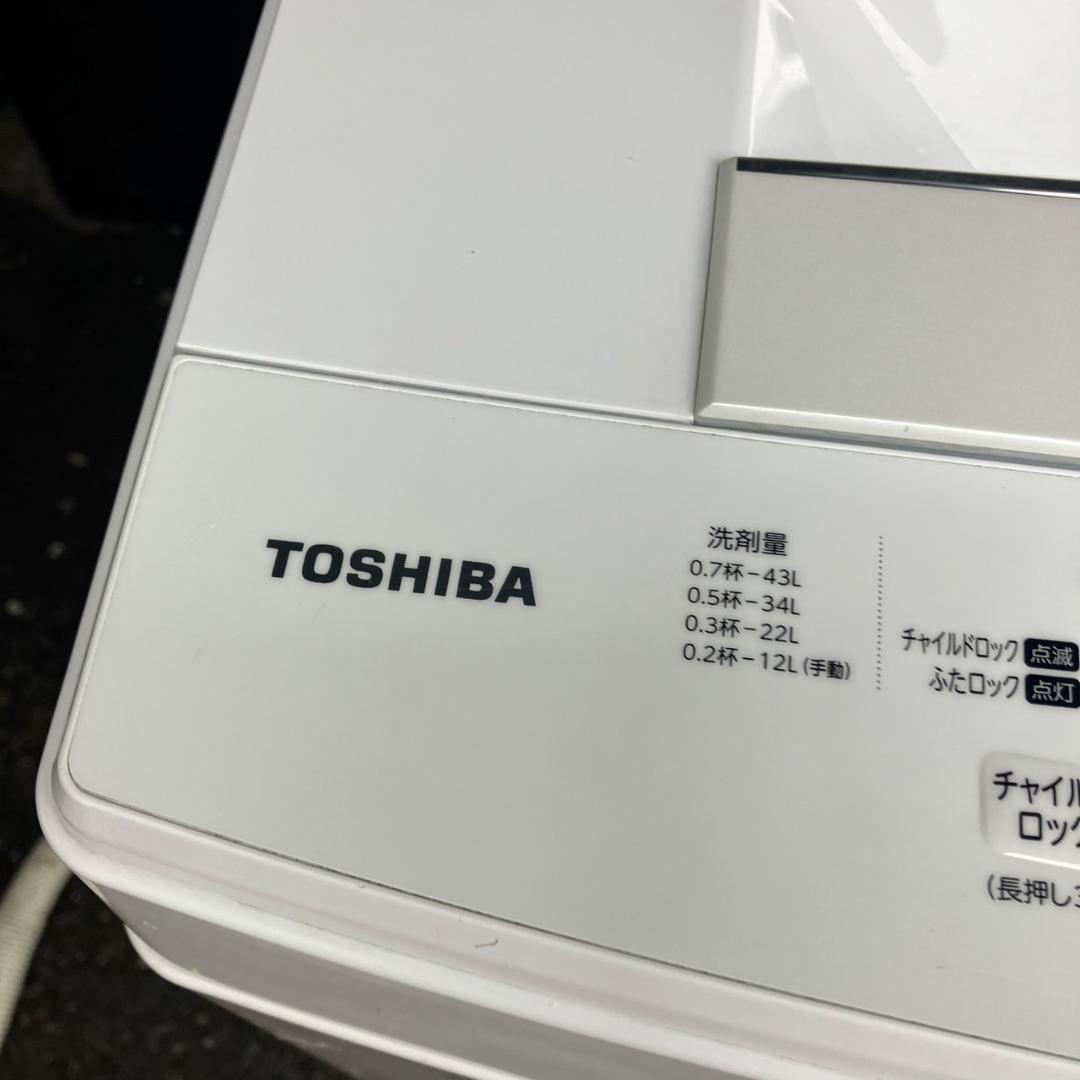 TOSHIBA
洗剤量
0.7杯-43L
0.5杯-34L
0.3杯-22L
0.2杯-12L(手動)
チャイルドロック 点滅
ふたロック 点灯
チャイル
ロック
(長押し3